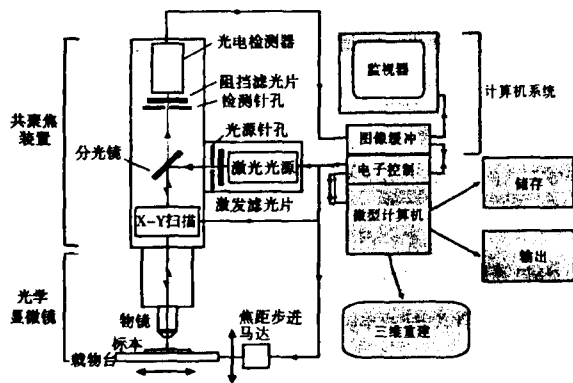 光电检测器
阻挡滤光片
检测针孔
共聚焦
装置
光源针孔
分光镜
激光光源
激发滤光片
X-Y扫描
监视器
计算机系统
图像缓冲
电子控制
微型计算机
储存
输出
三维重建
光学
显微镜
物镜
标本
载物台
焦距步进
马达